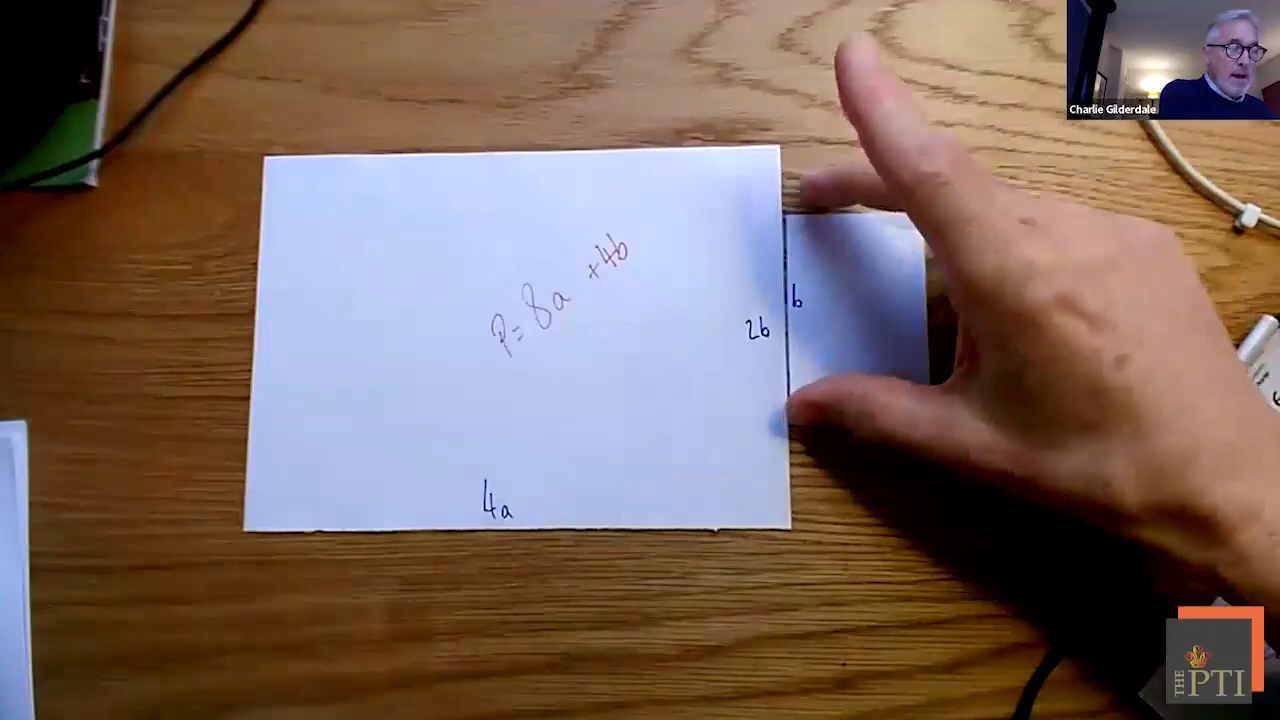 Charlie Gilderdale
P= 8a +4b
b
2b
4a
THE PTI